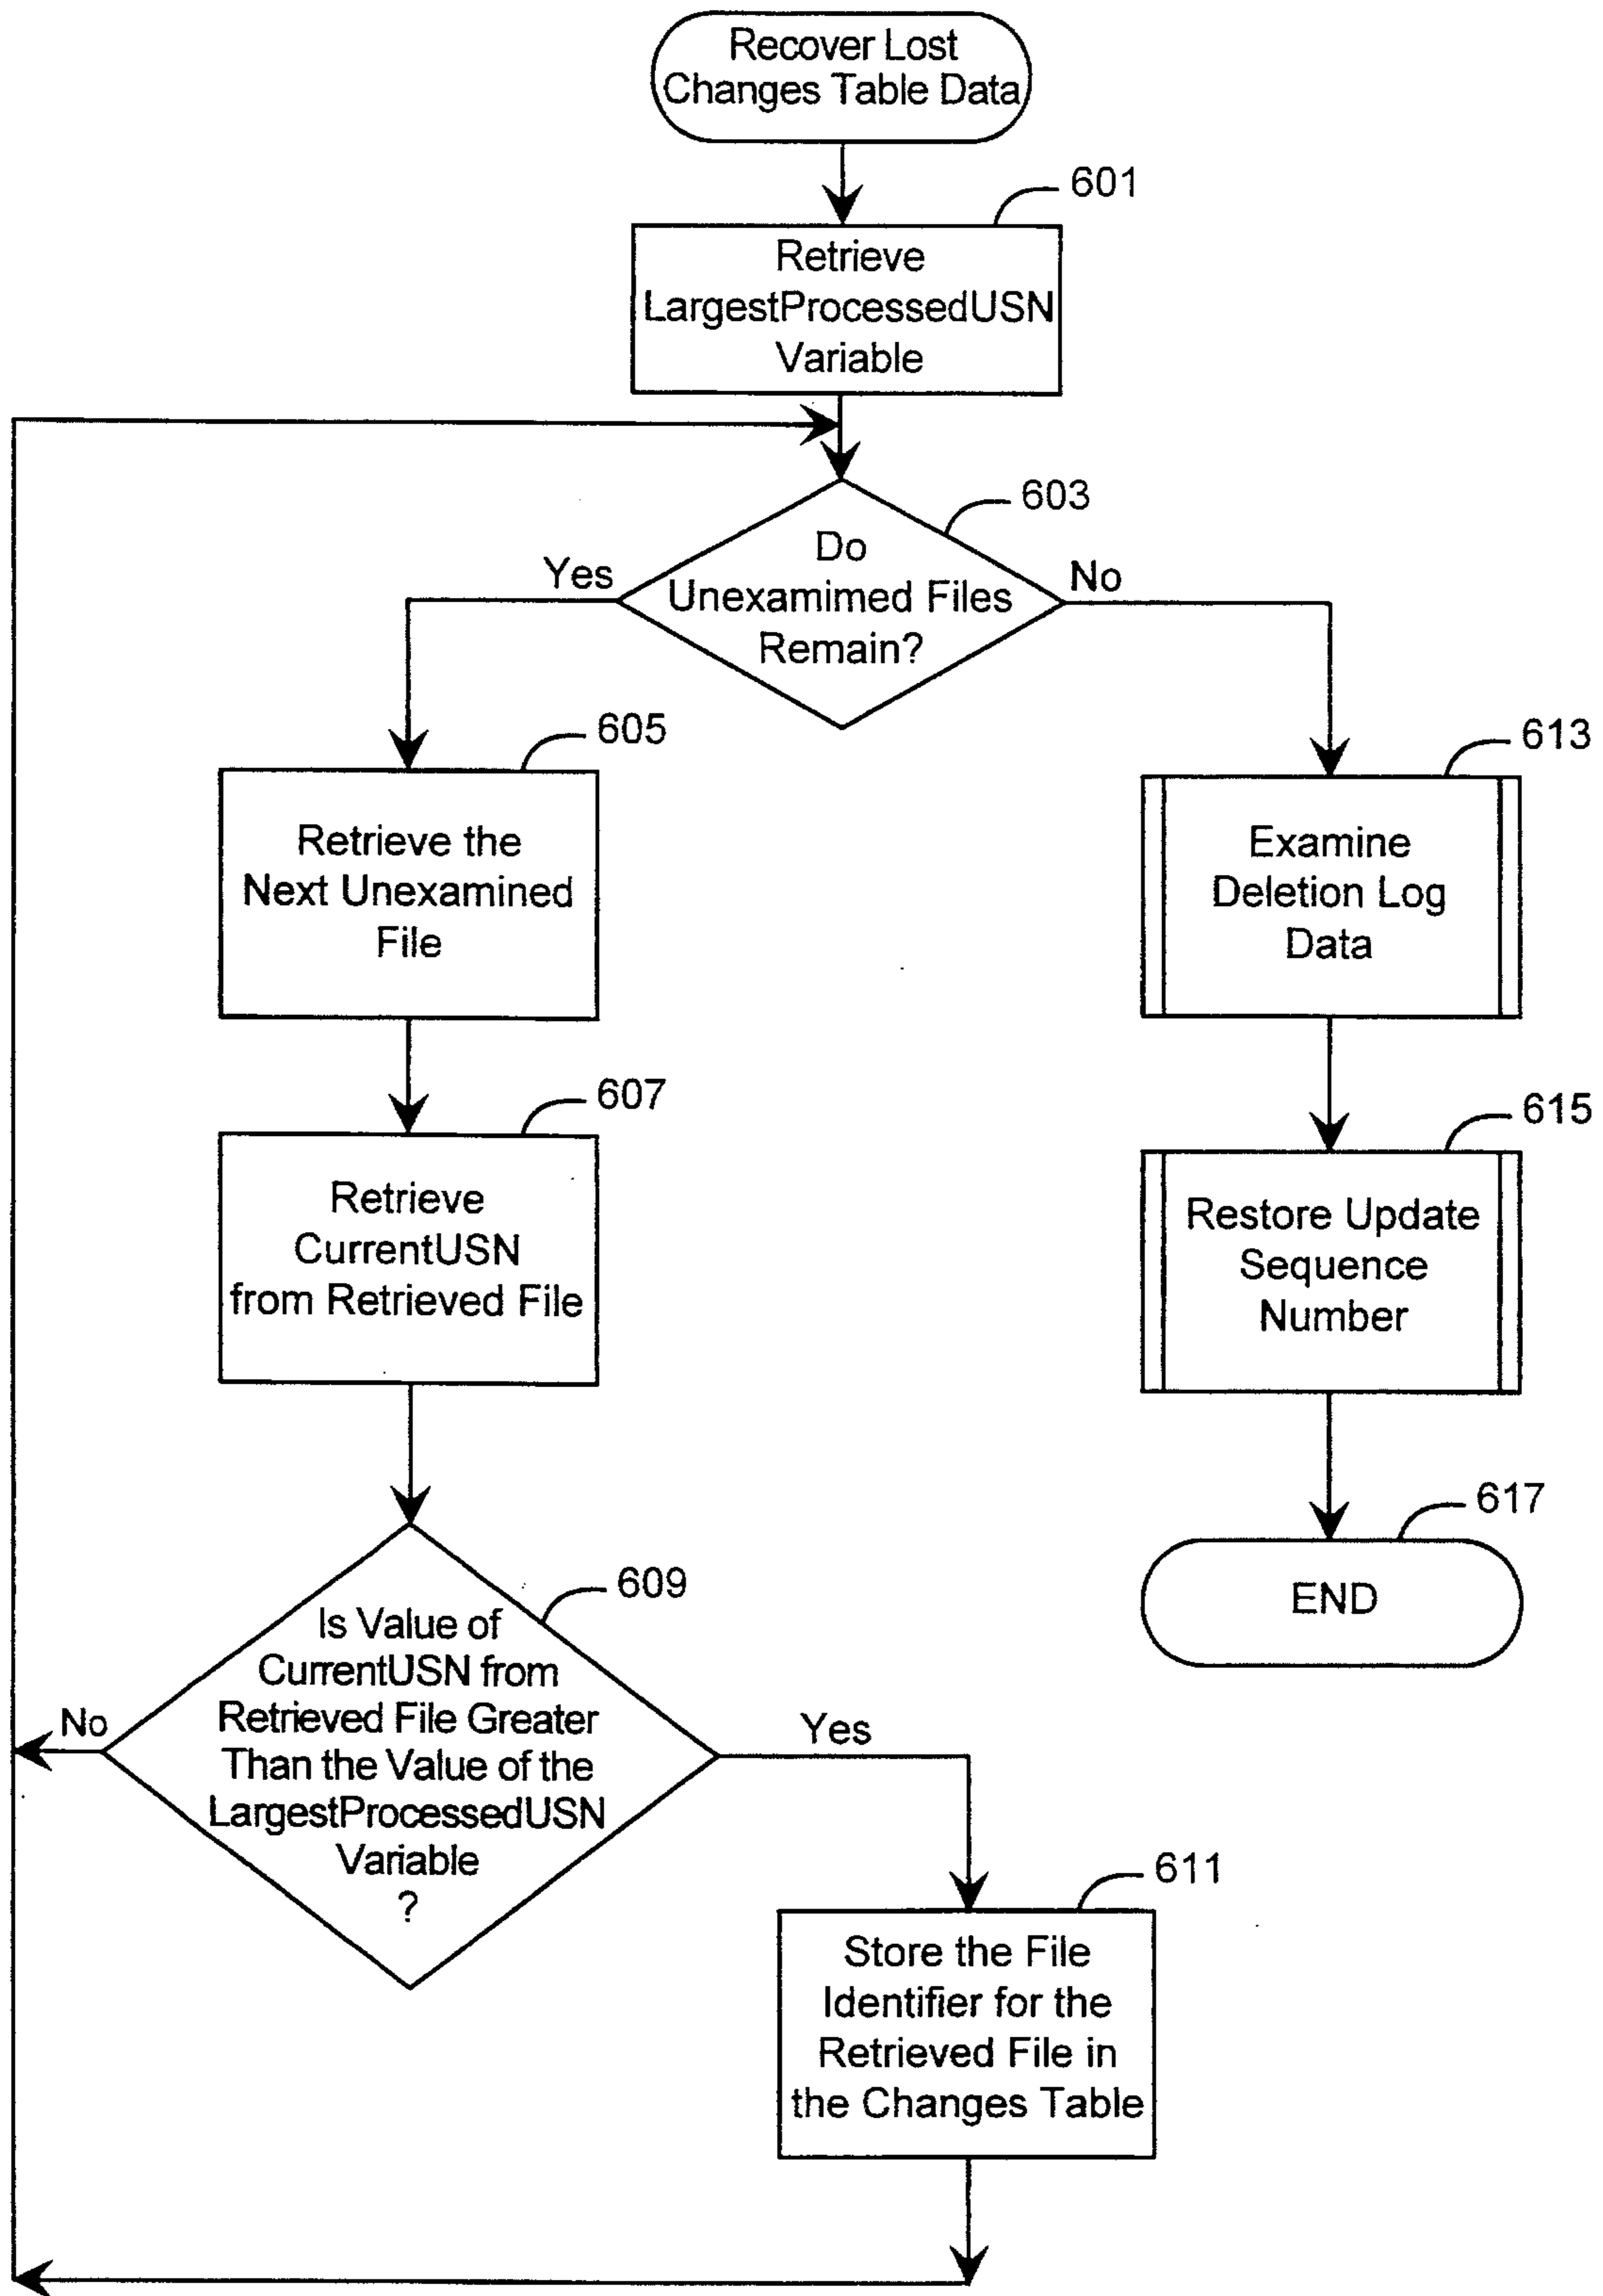 Recover Lost
Changes Table Data
601
Retrieve
LargestProcessedUSN
Variable
603
Do
Unexamimed Files
Remain?
Yes
No
605
Retrieve the
Next Unexamined
File
613
Examine
Deletion Log
Data
607
Retrieve
CurrentUSN
from Retrieved File
615
Restore Update
Sequence
Number
609
Is Value of
CurrentUSN from
Retrieved File Greater
Than the Value of the
LargestProcessedUSN
Variable
?
No
Yes
617
END
611
Store the File
Identifier for the
Retrieved File in
the Changes Table